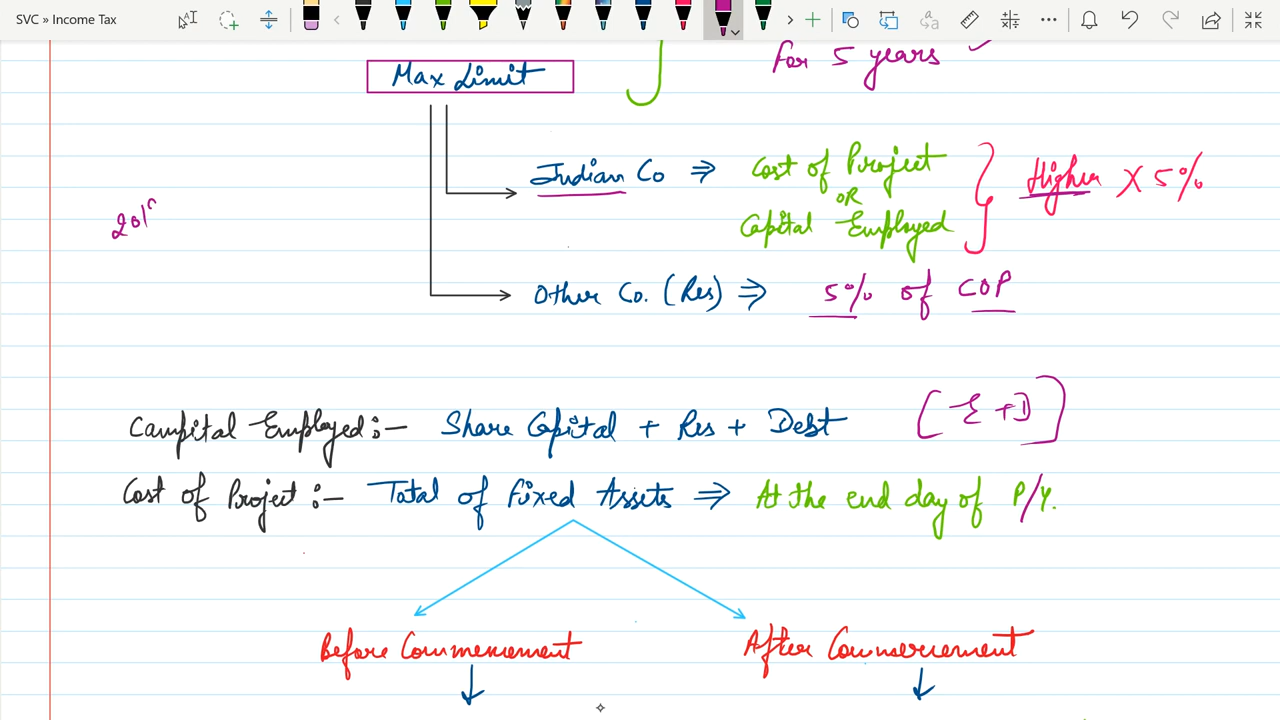 SVC » Income Tax
for 5 years
Max Limit
Indian Co ⇒ Cost of Project
OR
Capital Employed
Higher X 5%
Other Co. (Res) ⇒ 5% of COP
Campital Employed:- Share Capital + Res + Debt [E+D]
Cost of Project:- Total of Fixed Assets ⇒ At the end day of P/Y.
Before Commencement
After Commencement